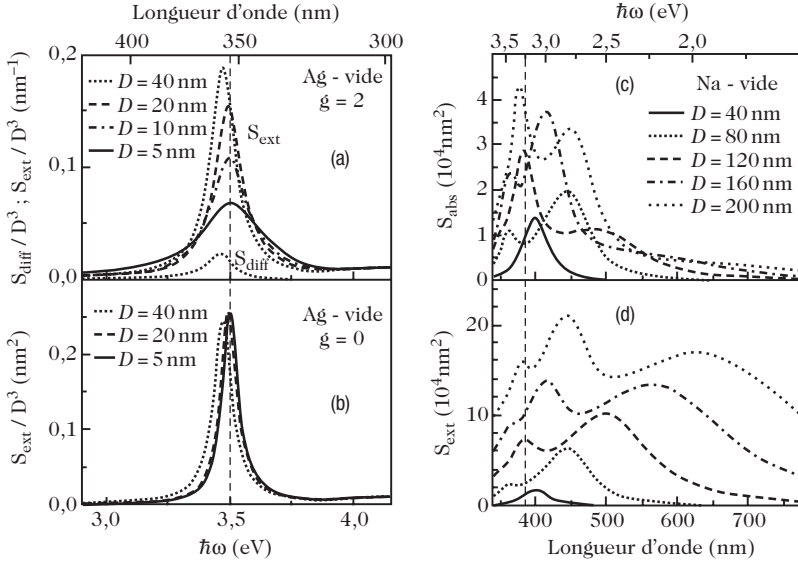 Longueur d'onde (nm)
400 350 300
0,2
D = 40 nm
D = 20 nm
D = 10 nm
D = 5 nm
Ag - vide
g = 2
S_ext
(a)
0,1
S_diff
0,0
S_diff / D³ ; S_ext / D³ (nm⁻¹)
D = 40 nm
D = 20 nm
D = 5 nm
Ag - vide
g = 0
(b)
0,2
0,1
0,0
S_ext / D³ (nm²)
3,0 3,5 4,0
ħω (eV)
ħω (eV)
3,5 3,0 2,5 2,0
(c)
Na - vide
D = 40 nm
D = 80 nm
D = 120 nm
D = 160 nm
D = 200 nm
4
3
2
1
0
S_abs (10⁴nm²)
(d)
20
10
0
S_ext (10⁴nm²)
400 500 600 700
Longueur d'onde (nm)